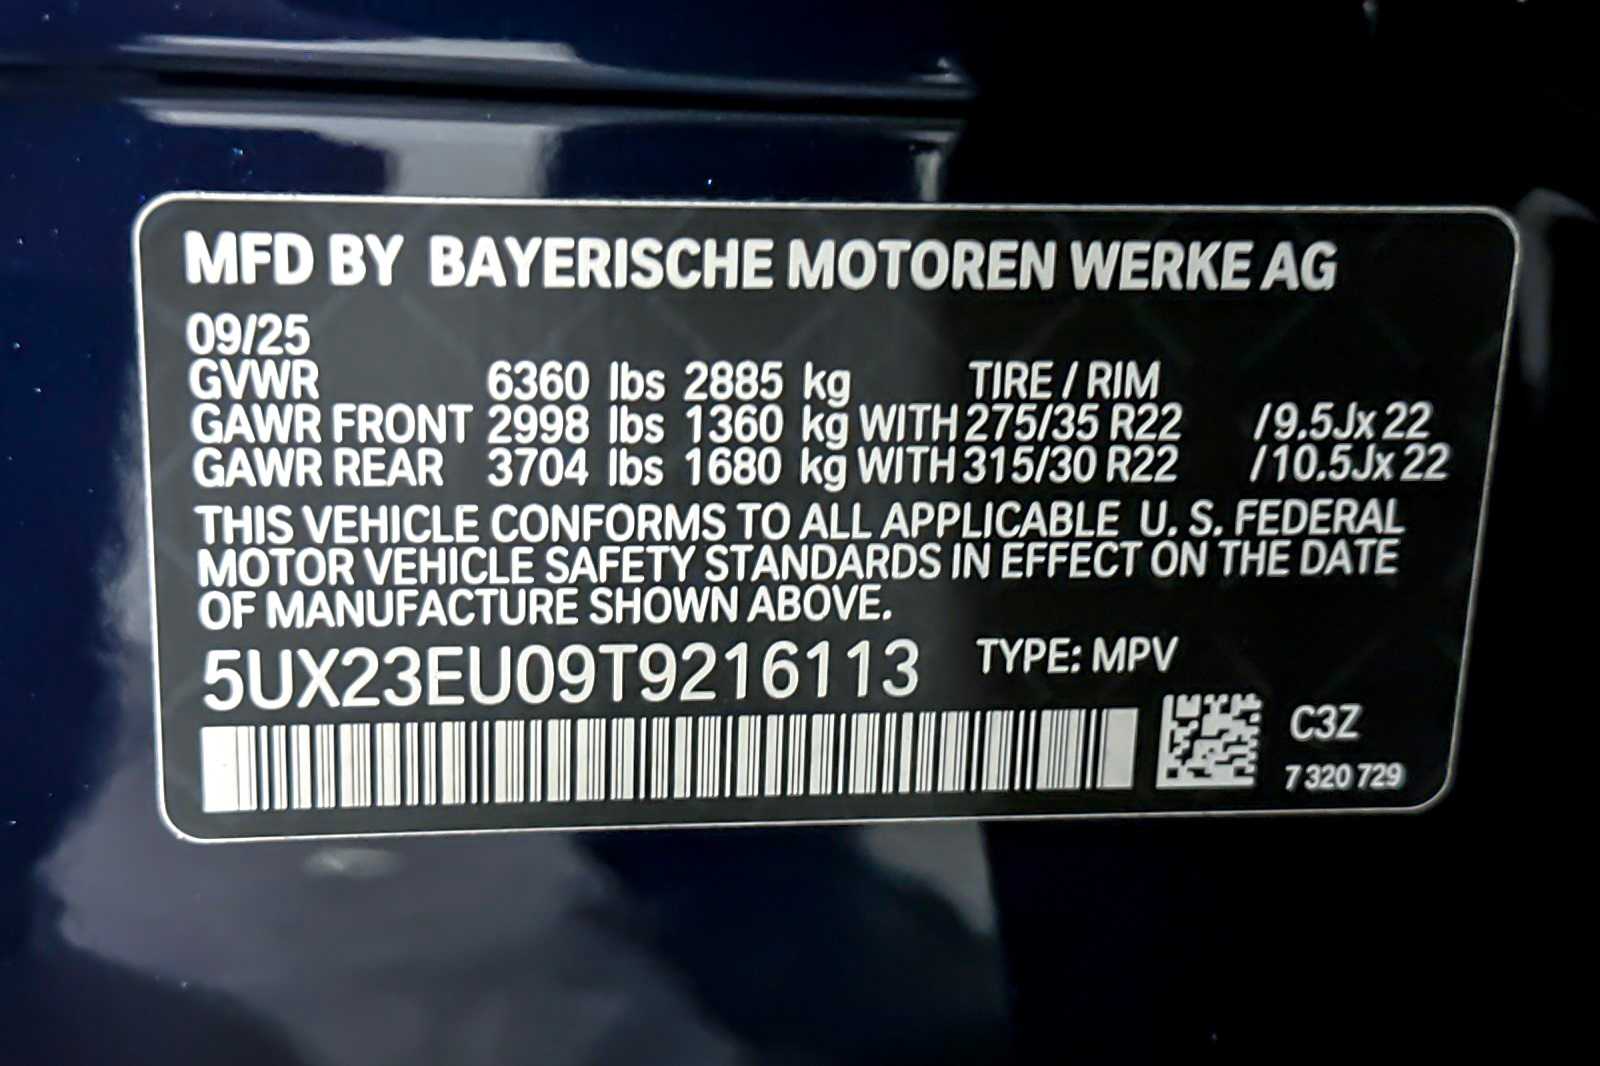 MFD BY BAYERISCHE MOTOREN WERKE AG
09/25
GVWR 6360 lbs 2885 kg TIRE / RIM
GAWR FRONT 2998 lbs 1360 kg WITH 275/35 R22 /9.5Jx 22
GAWR REAR 3704 lbs 1680 kg WITH 315/30 R22 /10.5Jx 22
THIS VEHICLE CONFORMS TO ALL APPLICABLE U. S. FEDERAL
MOTOR VEHICLE SAFETY STANDARDS IN EFFECT ON THE DATE
OF MANUFACTURE SHOWN ABOVE.
5UX23EU09T9216113 TYPE: MPV
C3Z
7 320 729